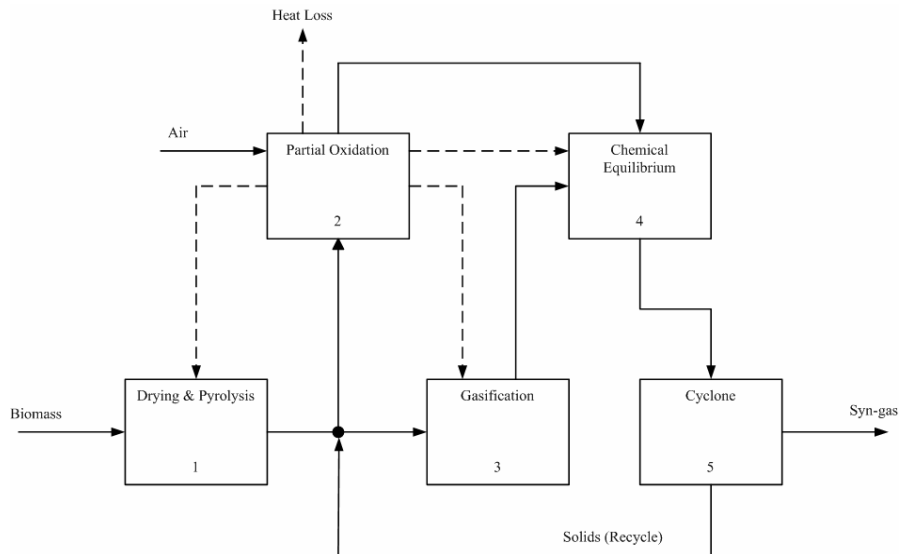 Heat Loss
Air
Partial Oxidation
2
Chemical
Equilibrium
4
Biomass
Drying & Pyrolysis
1
Gasification
3
Cyclone
5
Syn-gas
Solids (Recycle)